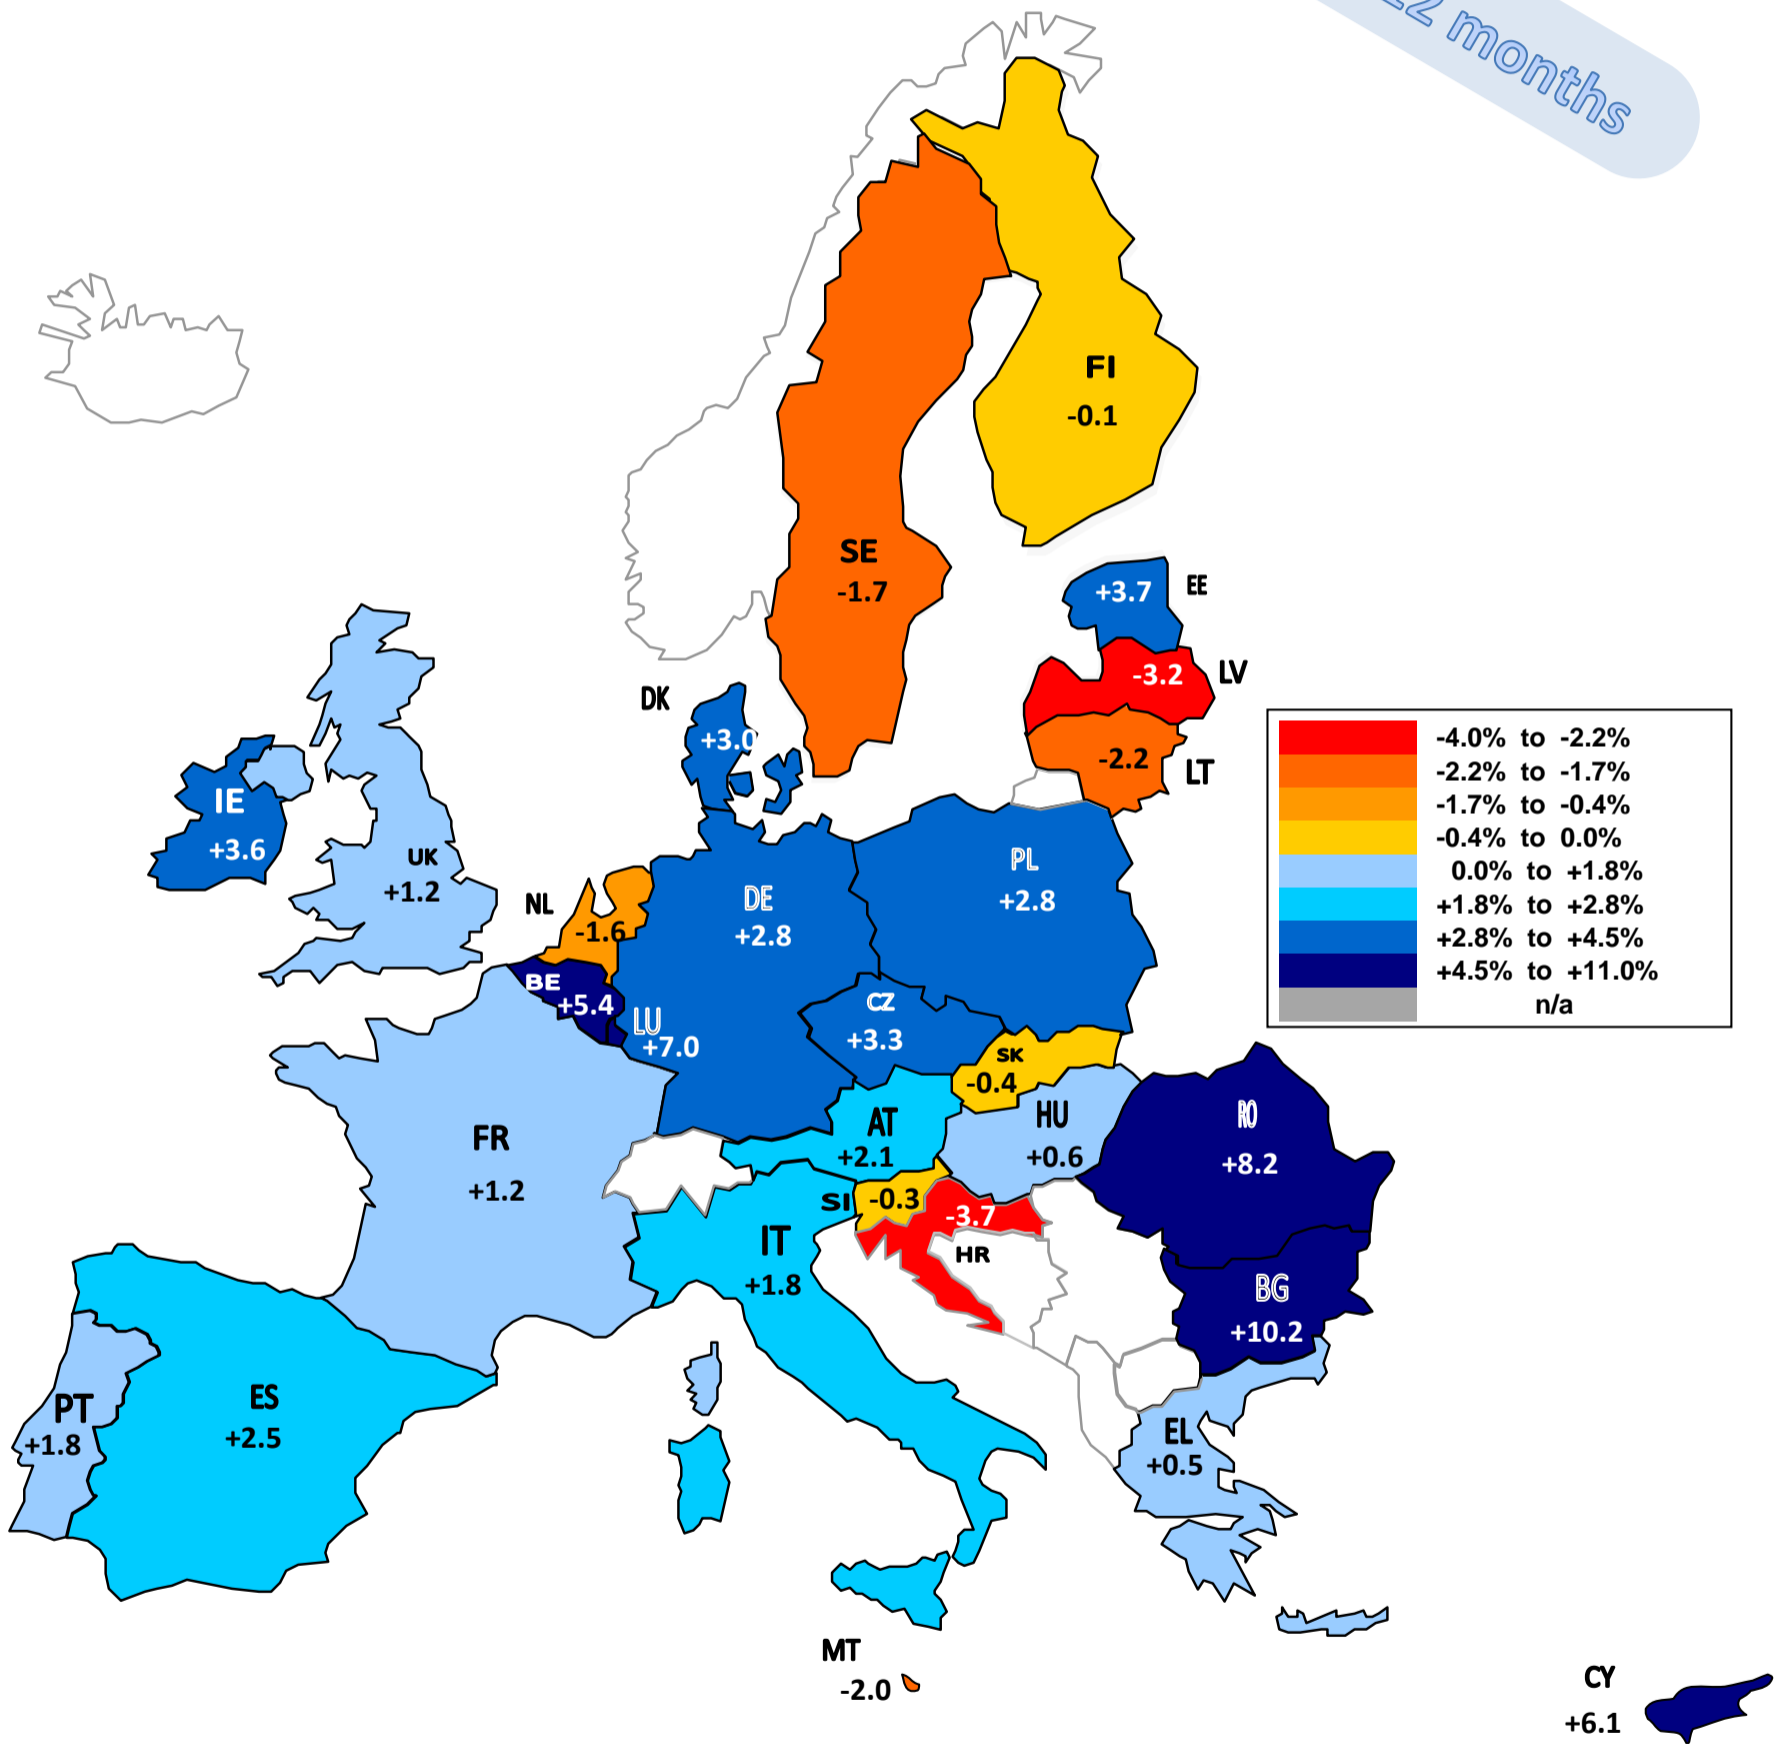 months
FI
-0.1
SE
-1.7
+3.7 EE
-3.2 LV
DK
+3.0
-2.2
LT
IE
+3.6
UK
+1.2
NL
-1.6
DE
+2.8
PL
+2.8
BE
+5.4
LU
+7.0
CZ
+3.3
SK
-0.4
AT
+2.1
HU
+0.6
RO
+8.2
FR
+1.2
SI -0.3
-3.7
HR
IT
+1.8
BG
+10.2
PT
+1.8
ES
+2.5
EL
+0.5
MT
-2.0
CY
+6.1
-4.0% to -2.2%
-2.2% to -1.7%
-1.7% to -0.4%
-0.4% to 0.0%
0.0% to +1.8%
+1.8% to +2.8%
+2.8% to +4.5%
+4.5% to +11.0%
n/a